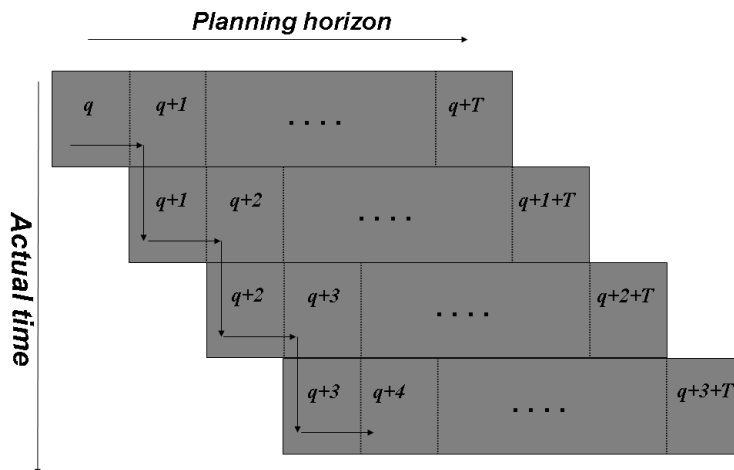 Planning horizon
q q+1 .... q+T
q+1 q+2 .... q+1+T
q+2 q+3 .... q+2+T
q+3 q+4 .... q+3+T
Actual time